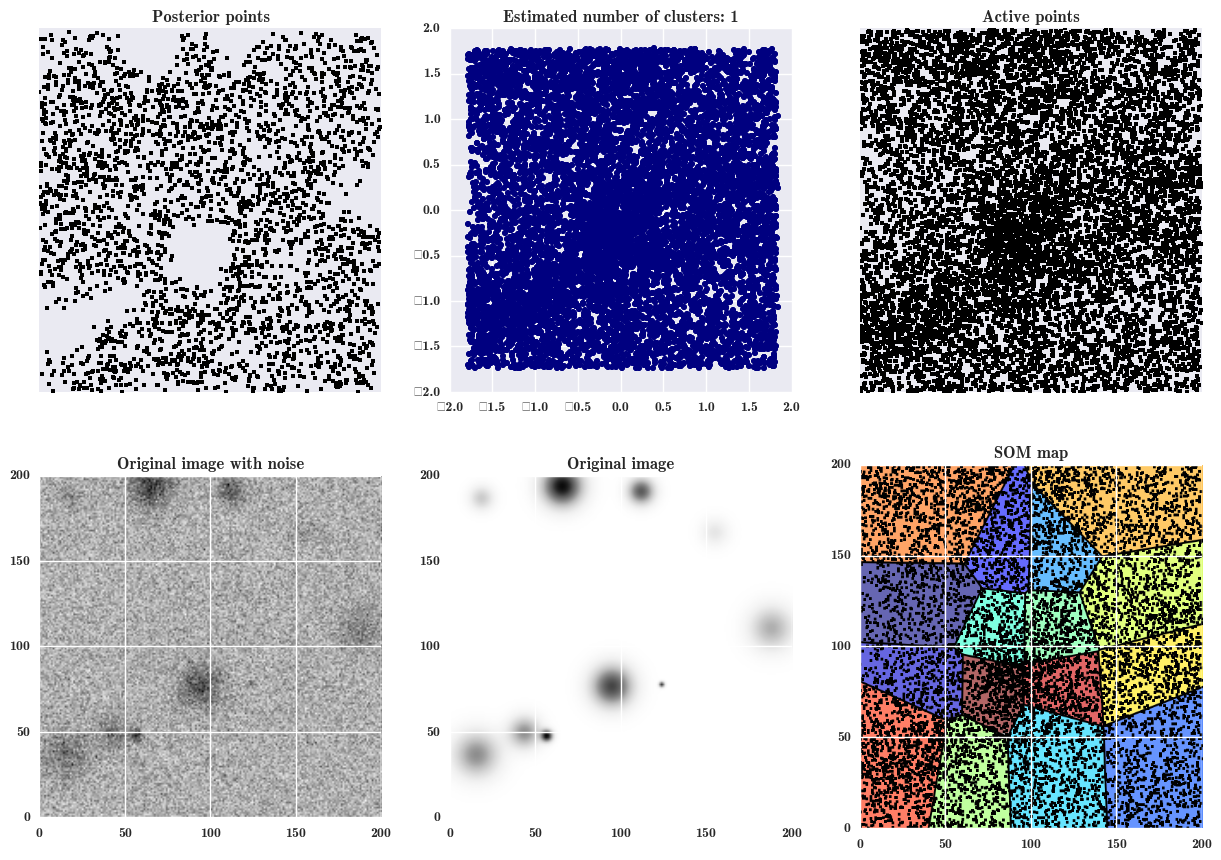 Posterior points
Estimated number of clusters: 1
Active points
2.0
1.5
1.0
0.5
0.0
□0.5
□1.0
□1.5
□2.0
□2.0 □1.5 □1.0 □0.5 0.0 0.5 1.0 1.5 2.0
Original image with noise
Original image
SOM map
200
150
100
50
0
0 50 100 150 200
200
150
100
50
0
0 50 100 150 200
200
150
100
50
0
0 50 100 150 200